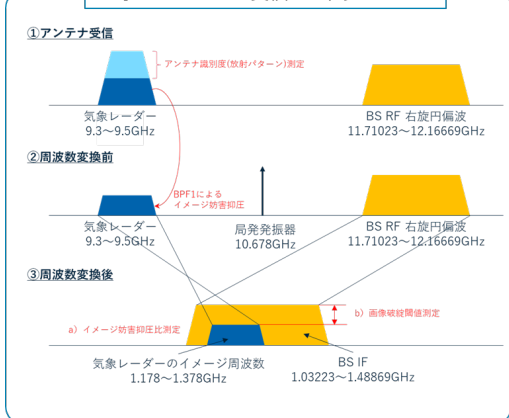 ①アンテナ受信
アンテナ識別度(放射パターン)測定
気象レーダー
9.3～9.5GHz
BS RF 右旋円偏波
11.71023～12.16669GHz
②周波数変換前
BPF1による
イメージ妨害抑圧
気象レーダー
9.3～9.5GHz
局発発振器
10.678GHz
BS RF 右旋円偏波
11.71023～12.16669GHz
③周波数変換後
b）画像破綻閾値測定
a）イメージ妨害抑圧比測定
気象レーダーのイメージ周波数
1.178～1.378GHz
BS IF
1.03223～1.48869GHz